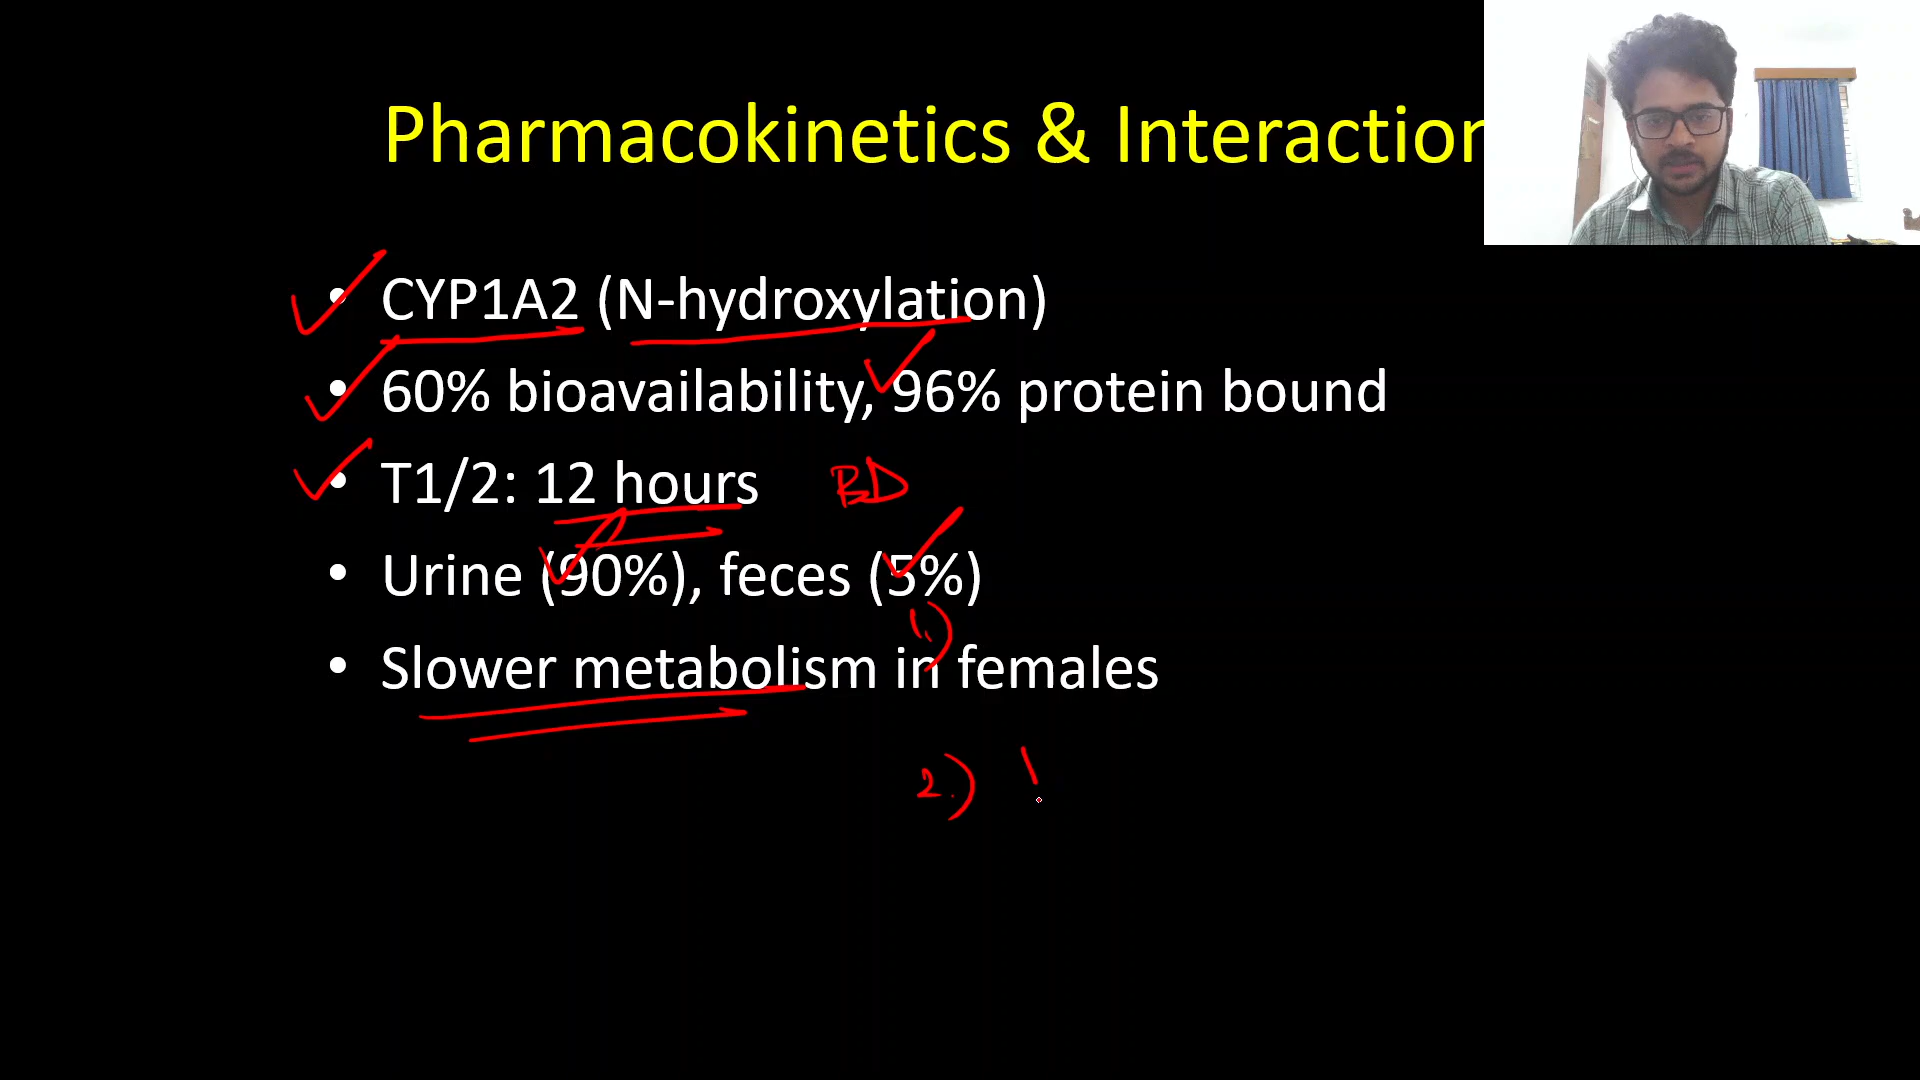 Pharmacokinetics & Interaction
• CYP1A2 (N-hydroxylation)
• 60% bioavailability, 96% protein bound
• T1/2: 12 hours BD
• Urine (90%), feces (5%)
1.)
• Slower metabolism in females
2.)